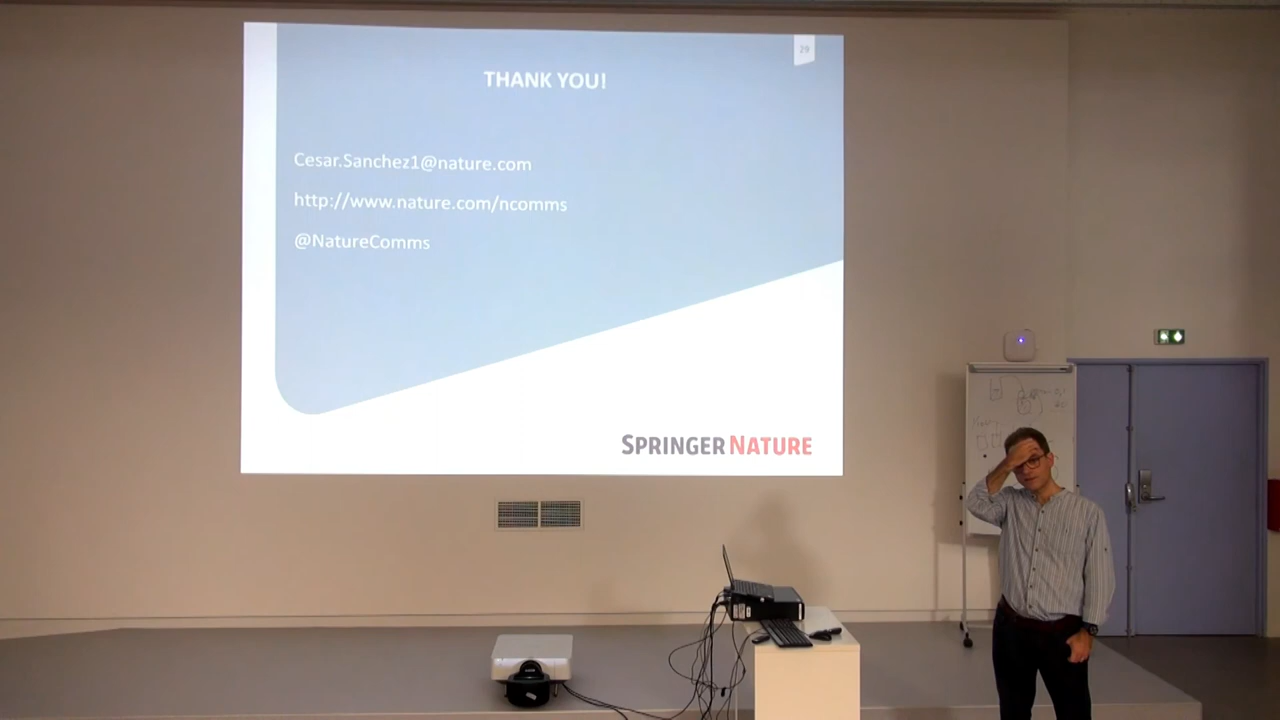 29
THANK YOU!
Cesar.Sanchez1@nature.com
http://www.nature.com/ncomms
@NatureComms
SPRINGER NATURE